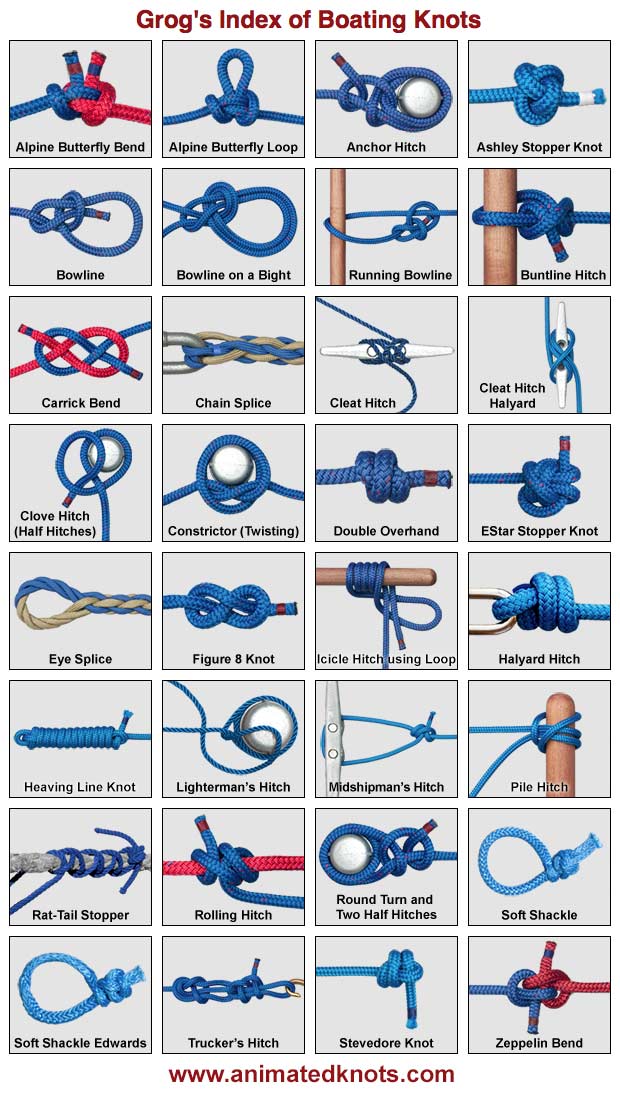 Grog's Index of Boating Knots
Alpine Butterfly Bend
Alpine Butterfly Loop
Anchor Hitch
Ashley Stopper Knot
Bowline
Bowline on a Bight
Running Bowline
Buntline Hitch
Carrick Bend
Chain Splice
Cleat Hitch
Cleat Hitch
Halyard
Clove Hitch
(Half Hitches)
Constrictor (Twisting)
Double Overhand
EStar Stopper Knot
Eye Splice
Figure 8 Knot
Icicle Hitch using Loop
Halyard Hitch
Heaving Line Knot
Lighterman's Hitch
Midshipman's Hitch
Pile Hitch
Rat-Tail Stopper
Rolling Hitch
Round Turn and
Two Half Hitches
Soft Shackle
Soft Shackle Edwards
Trucker's Hitch
Stevedore Knot
Zeppelin Bend
www.animatedknots.com